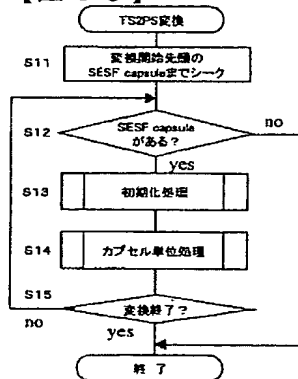 TS2PS変換
S11
変換開始先頭の
SESF capsuleまでシーク
S12
SESF capsule
がある？
no
yes
S13
初期化処理
S14
カプセル単位処理
S15
変換終了？
no
yes
終了